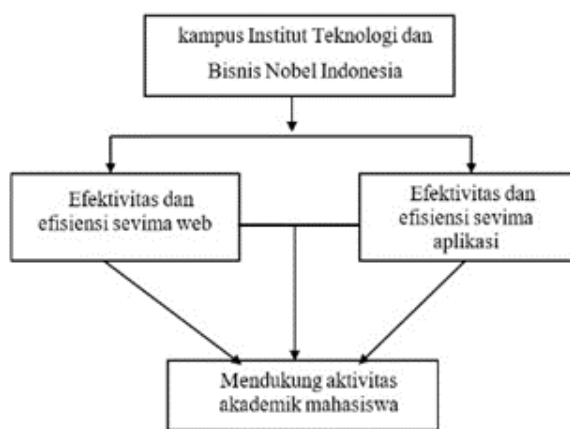 kampus Institut Teknologi dan
Bisnis Nobel Indonesia
Efektivitas dan
efisiensi sevima web
Efektivitas dan
efisiensi sevima
aplikasi
Mendukung aktivitas
akademik mahasiswa